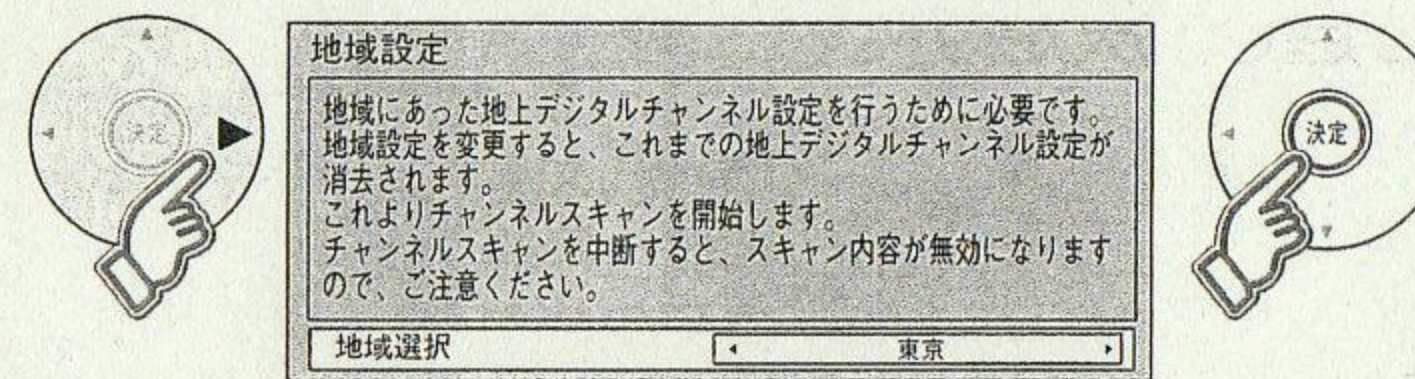 決定
地域設定
地域にあった地上デジタルチャンネル設定を行うために必要です。
地域設定を変更すると、これまでの地上デジタルチャンネル設定が
消去されます。
これよりチャンネルスキャンを開始します。
チャンネルスキャンを中断すると、スキャン内容が無効になります
ので、ご注意ください。
地域選択 東京
決定